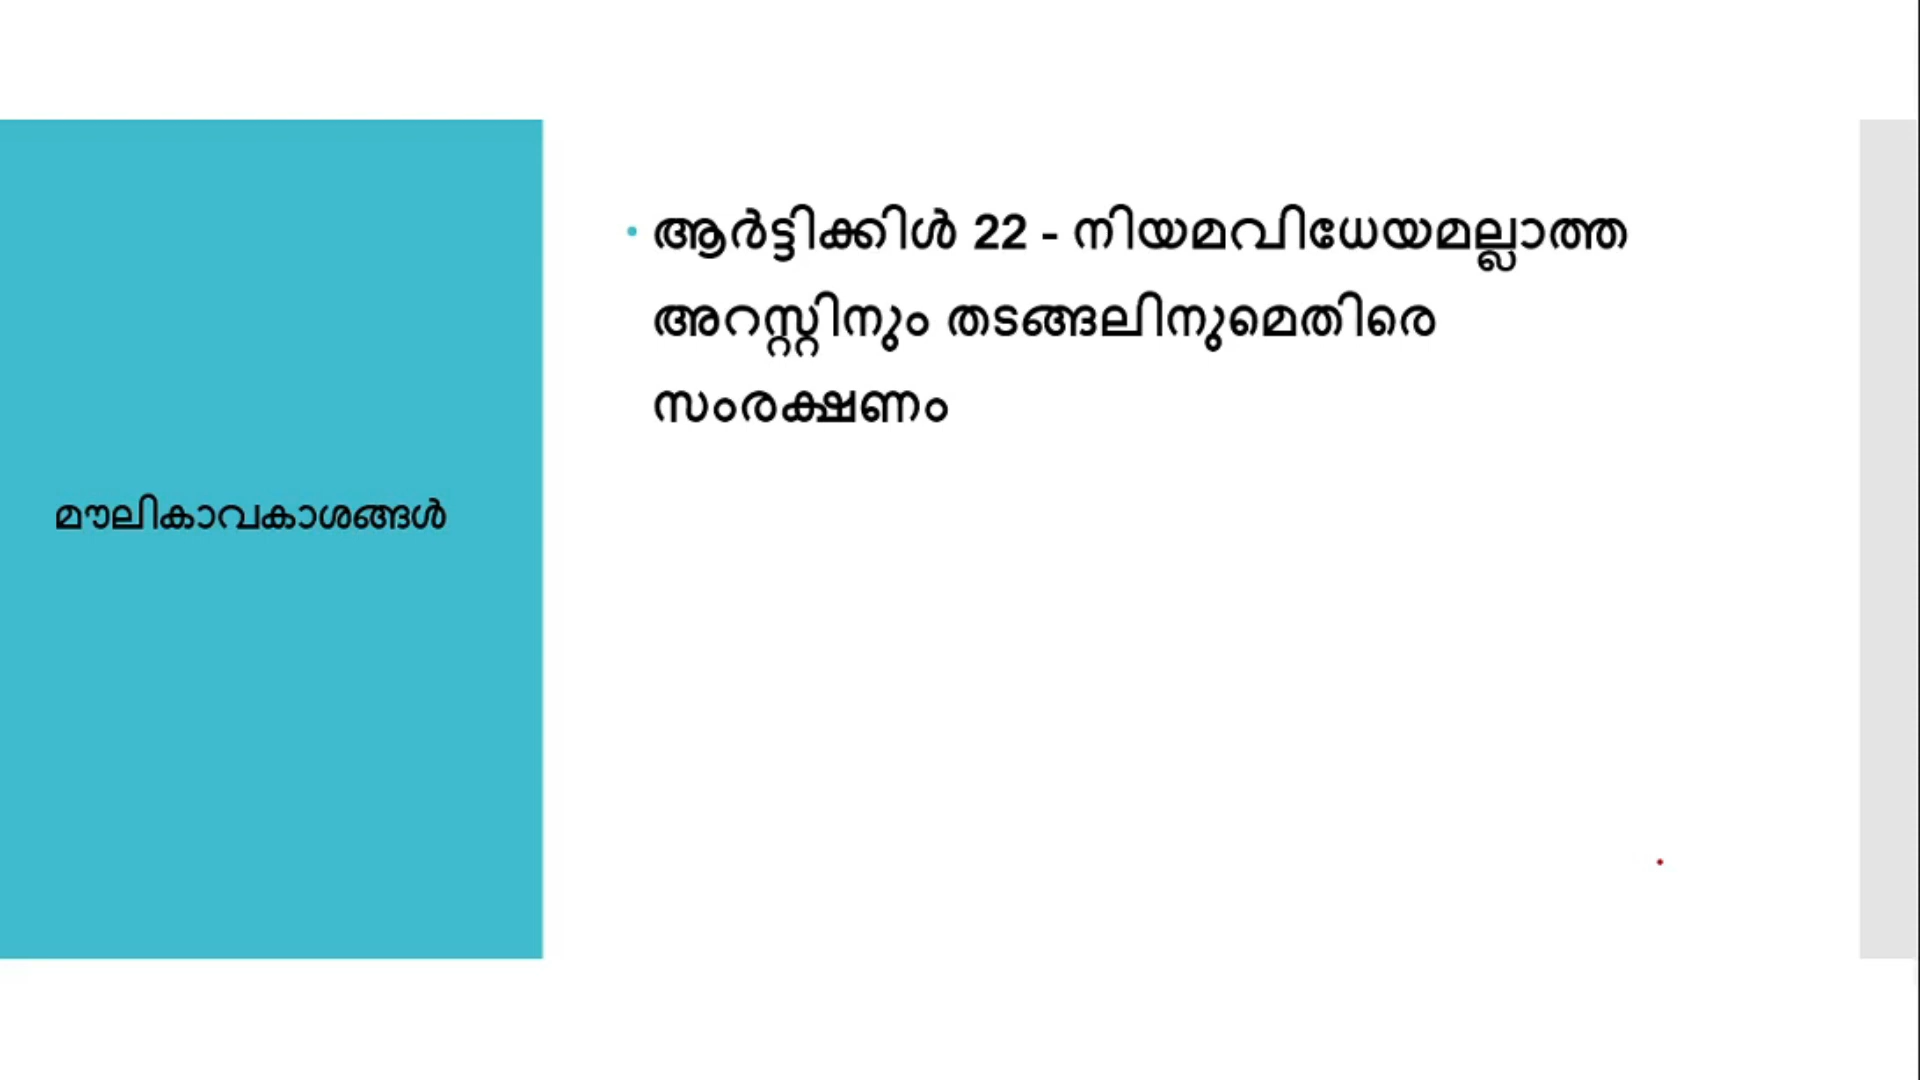 മൗലികാവകാശങ്ങൾ
• ആർട്ടിക്കിൾ 22 - നിയമവിധേയമല്ലാത്ത
അറസ്റ്റിനും തടങ്ങലിനുമെതിരെ
സംരക്ഷണം